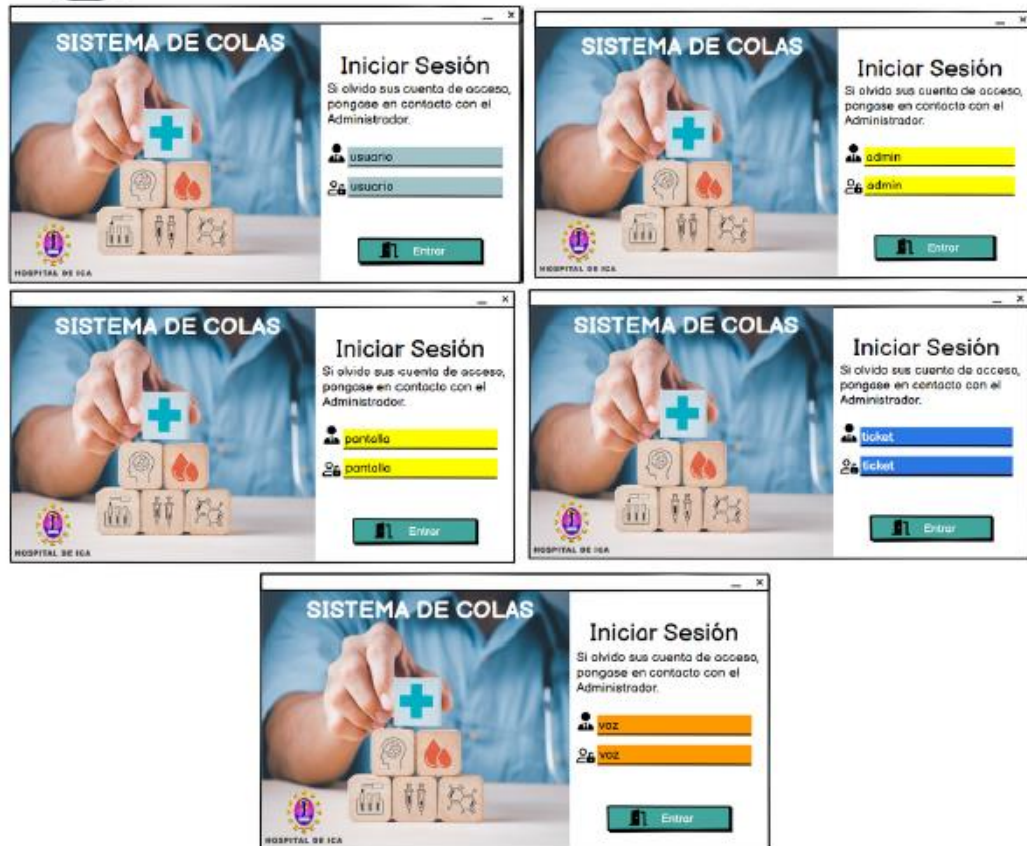 SISTEMA DE COLAS
Iniciar Sesión
Si olvido sus cuenta de acceso,
pongase en contacto con el
Administrador.
usuario
usuario
Entrar
HOSPITAL DE ICA
SISTEMA DE COLAS
Iniciar Sesión
Si olvido sus cuenta de acceso,
pongase en contacto con el
Administrador.
admin
admin
Entrar
HOSPITAL DE ICA
SISTEMA DE COLAS
Iniciar Sesión
Si olvido sus cuenta de acceso,
pongase en contacto con el
Administrador.
pantalla
pantalla
Entrar
HOSPITAL DE ICA
SISTEMA DE COLAS
Iniciar Sesión
Si olvido sus cuenta de acceso,
pongase en contacto con el
Administrador.
ticket
ticket
Entrar
HOSPITAL DE ICA
SISTEMA DE COLAS
Iniciar Sesión
Si olvido sus cuenta de acceso,
pongase en contacto con el
Administrador.
voz
voz
Entrar
HOSPITAL DE ICA